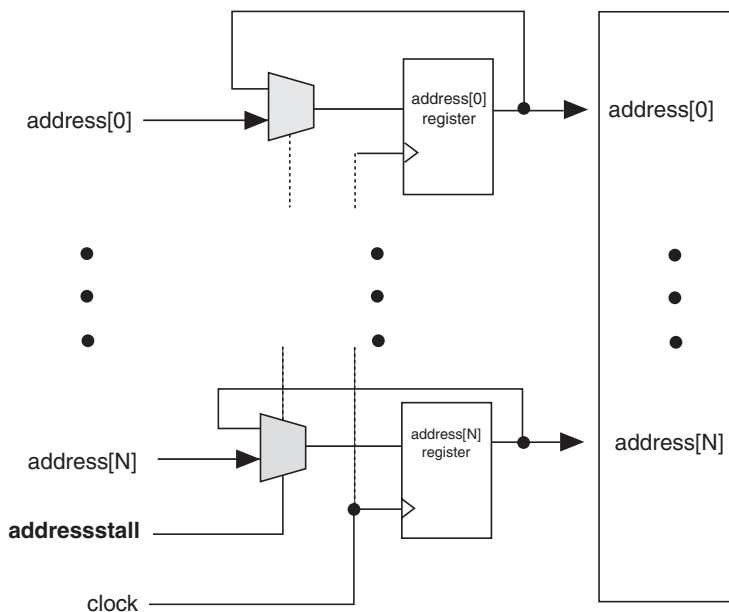 address[0]
address[0]
register
address[0]
address[N]
address[N]
register
address[N]
addressstall
clock